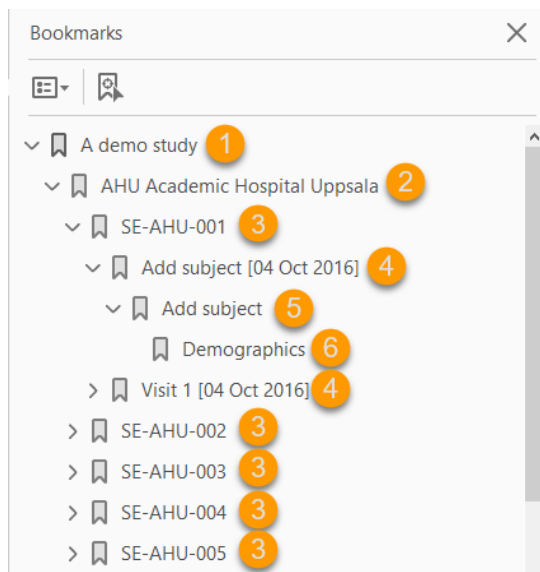 Bookmarks
A demo study 1
AHU Academic Hospital Uppsala 2
SE-AHU-001 3
Add subject [04 Oct 2016] 4
Add subject 5
Demographics 6
Visit 1 [04 Oct 2016] 4
SE-AHU-002 3
SE-AHU-003 3
SE-AHU-004 3
SE-AHU-005 3